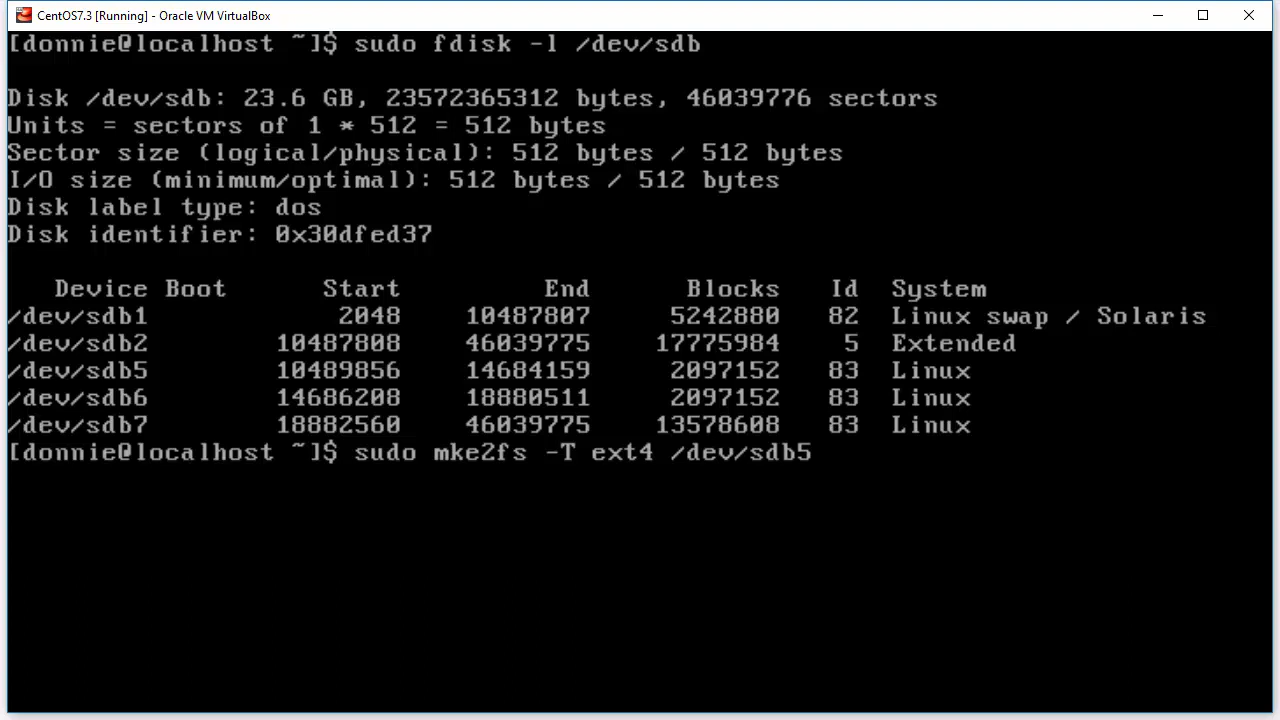 CentOS7.3 [Running] - Oracle VM VirtualBox
[donnie@localhost ~]$ sudo fdisk -l /dev/sdb
Disk /dev/sdb: 23.6 GB, 23572365312 bytes, 46039776 sectors
Units = sectors of 1 * 512 = 512 bytes
Sector size (logical/physical): 512 bytes / 512 bytes
I/O size (minimum/optimal): 512 bytes / 512 bytes
Disk label type: dos
Disk identifier: 0x30dfed37
Device Boot Start End Blocks Id System
/dev/sdb1 2048 10487807 5242880 82 Linux swap / Solaris
/dev/sdb2 10487808 46039775 17775984 5 Extended
/dev/sdb5 10489856 14684159 2097152 83 Linux
/dev/sdb6 14686208 18880511 2097152 83 Linux
/dev/sdb7 18882560 46039775 13578608 83 Linux
[donnie@localhost ~]$ sudo mke2fs -T ext4 /dev/sdb5